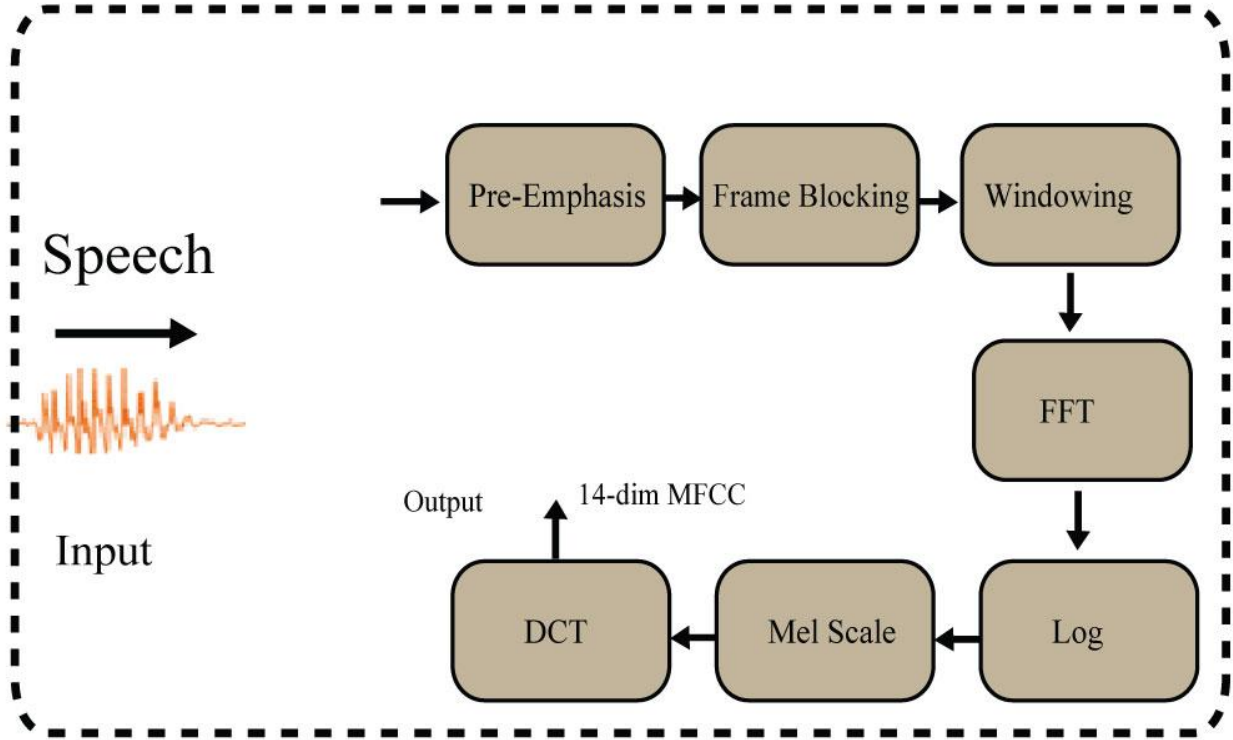 Speech
Input
Pre-Emphasis
Frame Blocking
Windowing
FFT
Log
Mel Scale
DCT
Output
14-dim MFCC